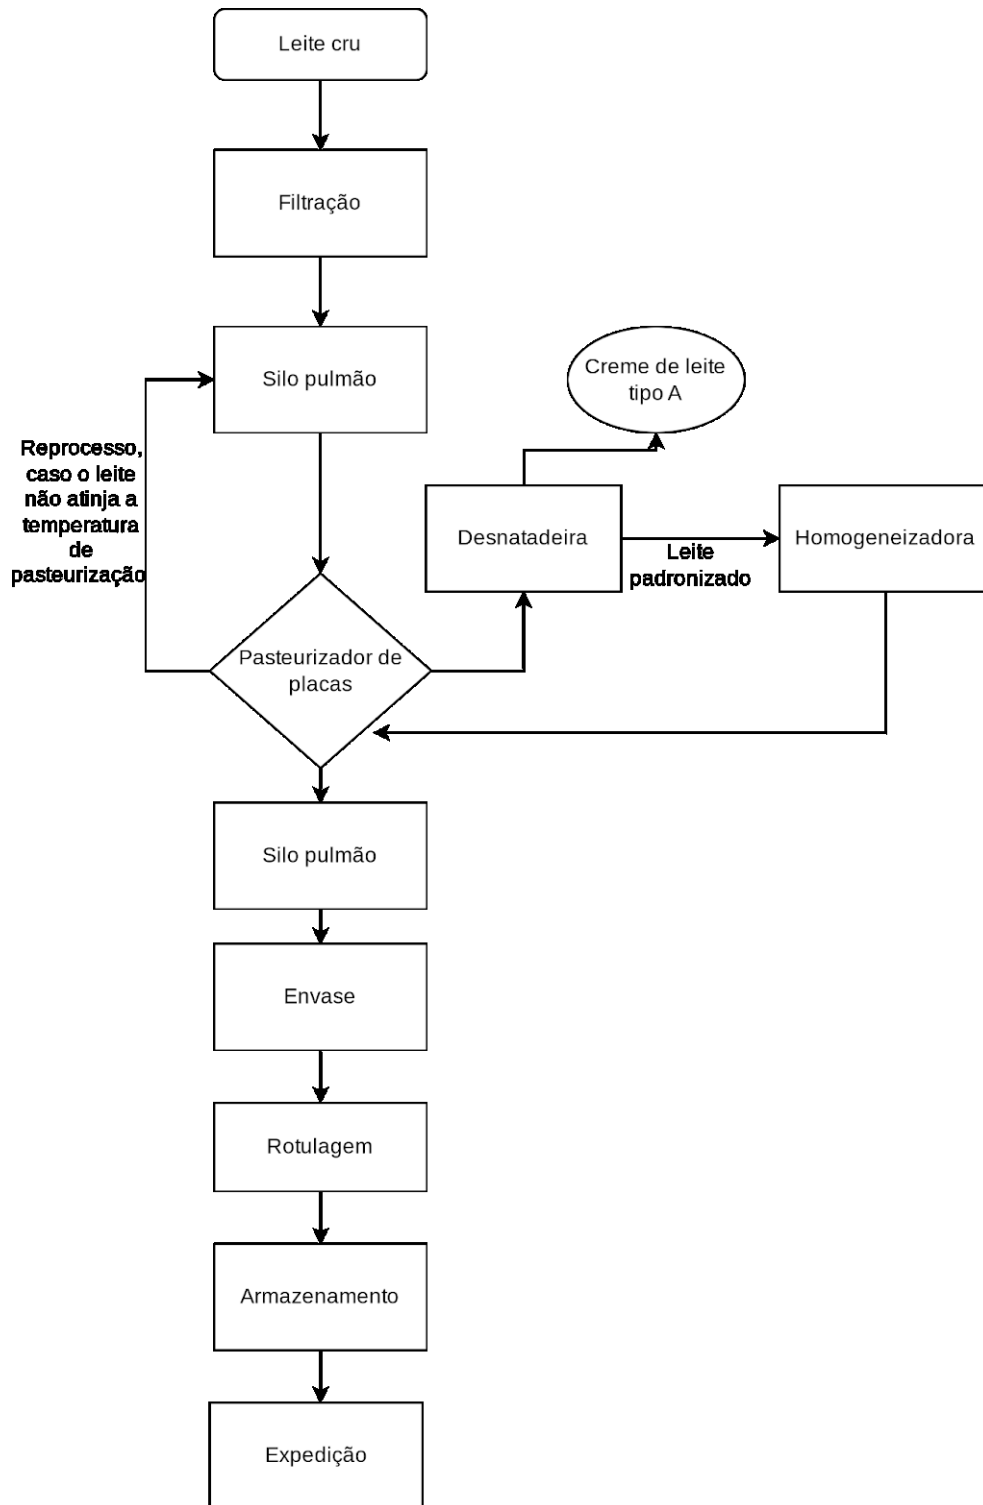 Leite cru
Filtração
Silo pulmão
Creme de leite
tipo A
Reprocesso,
caso o leite
não atinja a
temperatura
de
pasteurização
Desnatadeira
Leite
padronizado
Homogeneizadora
Pasteurizador de
placas
Silo pulmão
Envase
Rotulagem
Armazenamento
Expedição